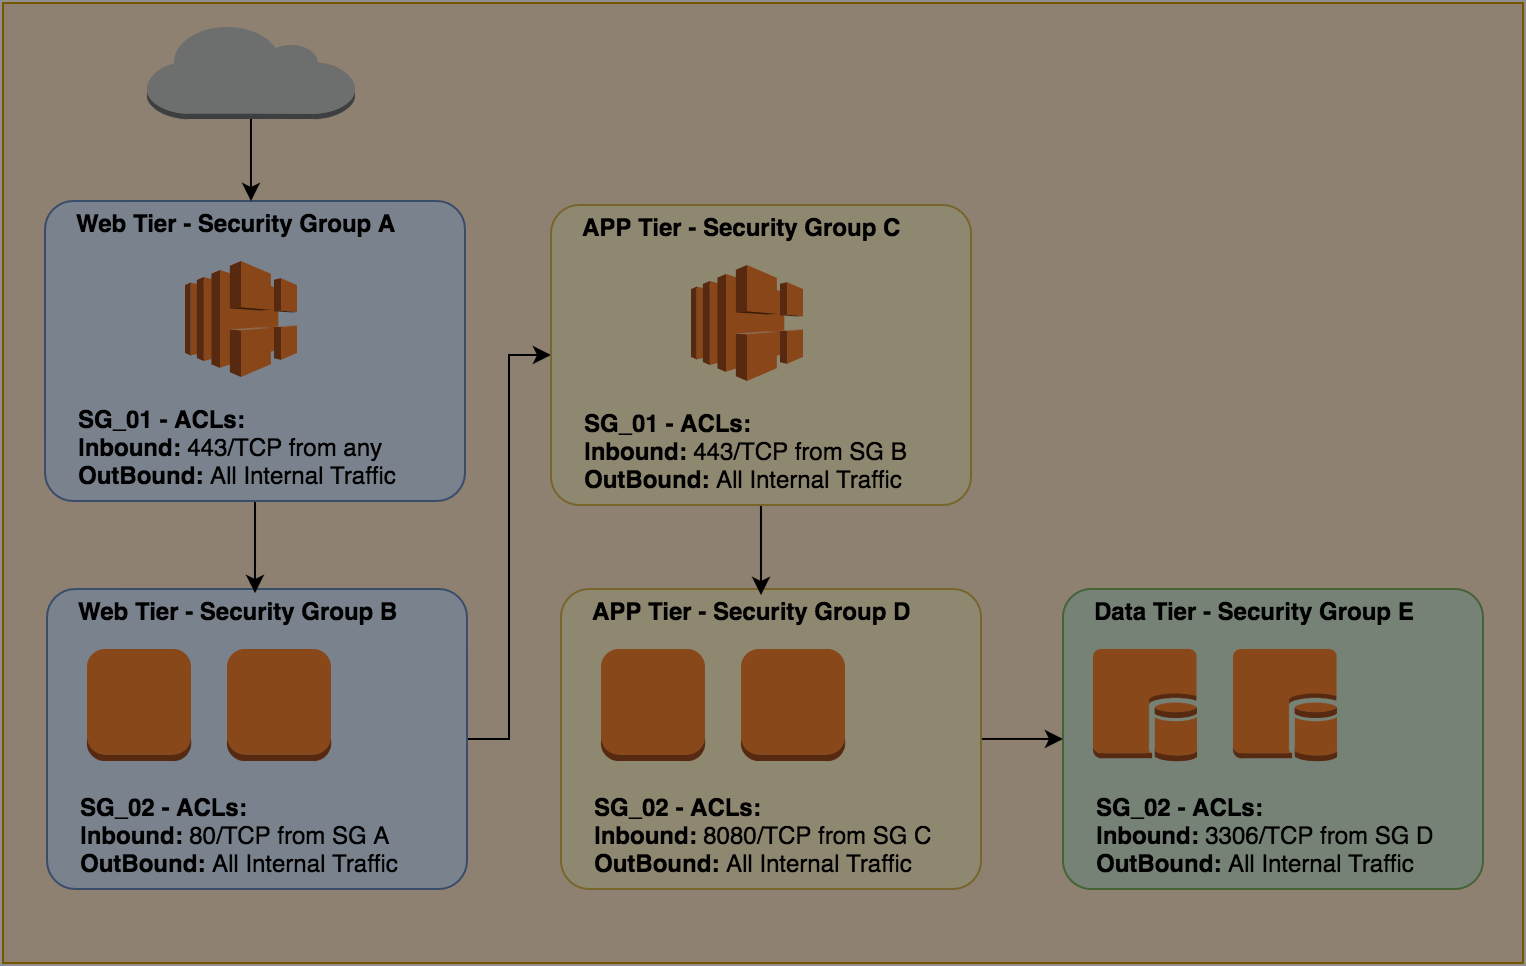 Web Tier - Security Group A
SG_01 - ACLs:
Inbound: 443/TCP from any
OutBound: All Internal Traffic
APP Tier - Security Group C
SG_01 - ACLs:
Inbound: 443/TCP from SG B
OutBound: All Internal Traffic
Web Tier - Security Group B
SG_02 - ACLs:
Inbound: 80/TCP from SG A
OutBound: All Internal Traffic
APP Tier - Security Group D
SG_02 - ACLs:
Inbound: 8080/TCP from SG C
OutBound: All Internal Traffic
Data Tier - Security Group E
SG_02 - ACLs:
Inbound: 3306/TCP from SG D
OutBound: All Internal Traffic